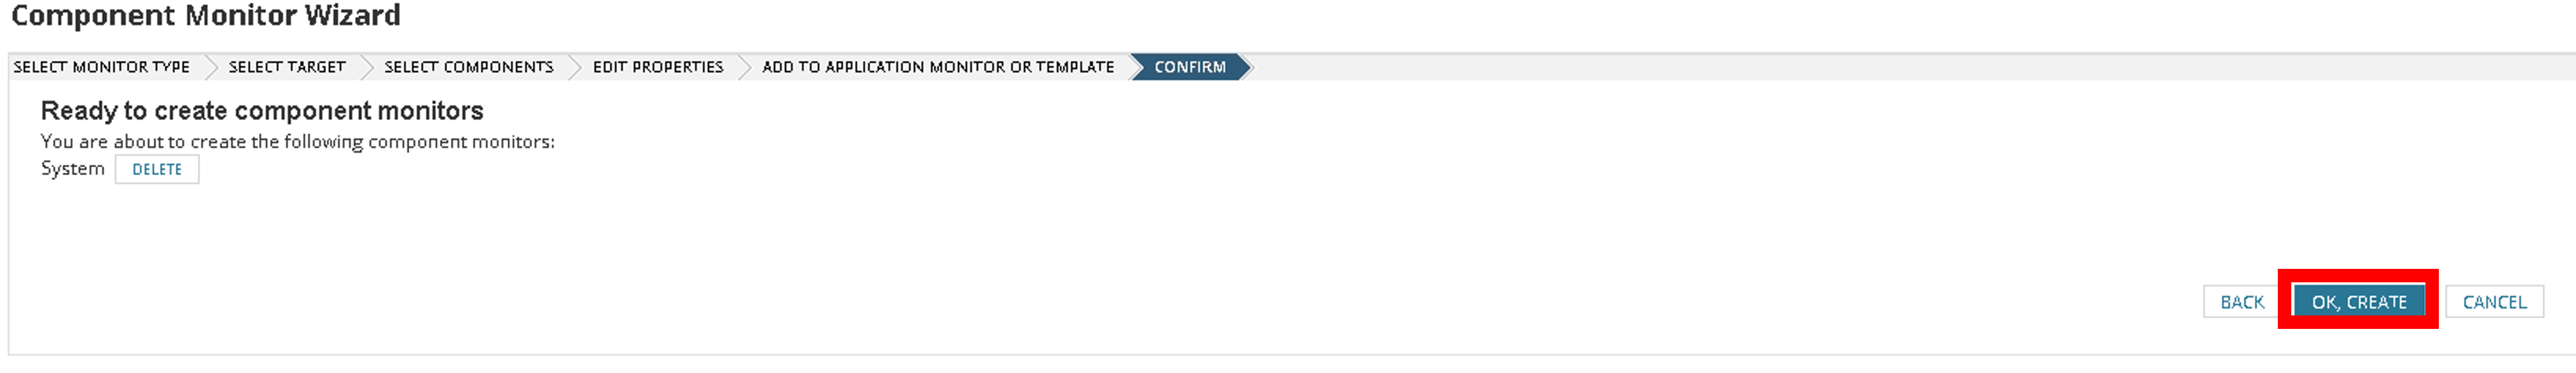 Component Monitor Wizard
SELECT MONITOR TYPE SELECT TARGET SELECT COMPONENTS EDIT PROPERTIES ADD TO APPLICATION MONITOR OR TEMPLATE CONFIRM
Ready to create component monitors
You are about to create the following component monitors:
System DELETE
BACK OK, CREATE CANCEL